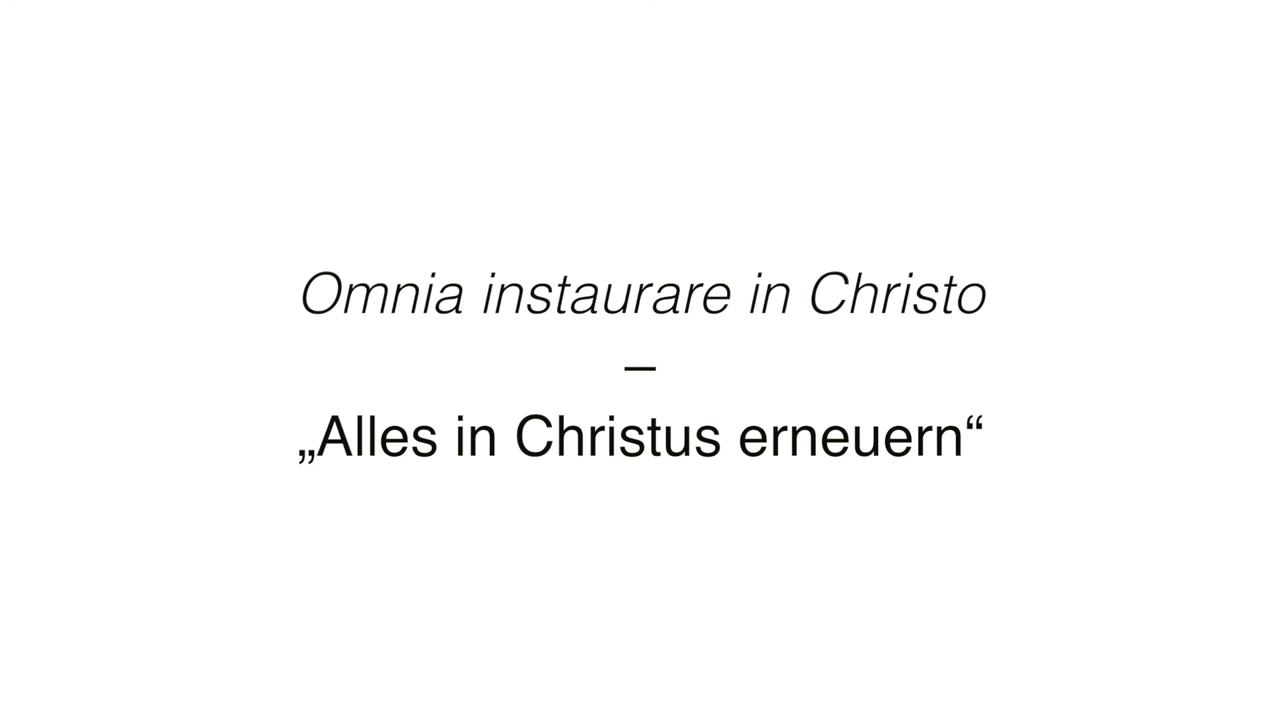 Omnia instaurare in Christo
–
„Alles in Christus erneuern“